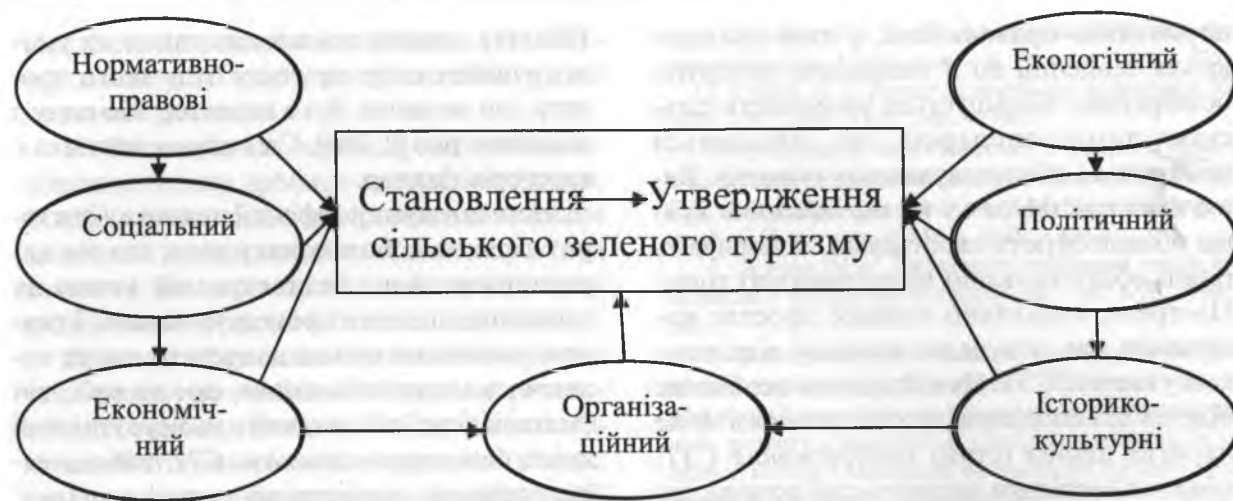 Нормативно-
правові
Екологічний
Соціальний
Становлення
Утвердження
сільського зеленого туризму
Політичний
Економіч-
ний
Організа-
ційний
Історико-
культурні